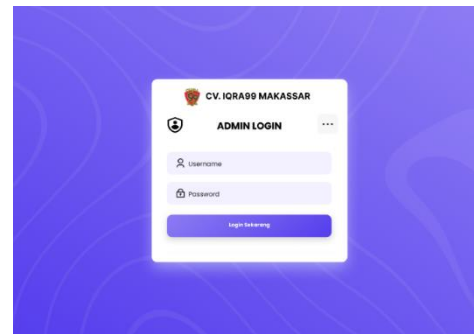 CV. IQRA99 MAKASSAR
ADMIN LOGIN
Username
Password
Login Sekarang